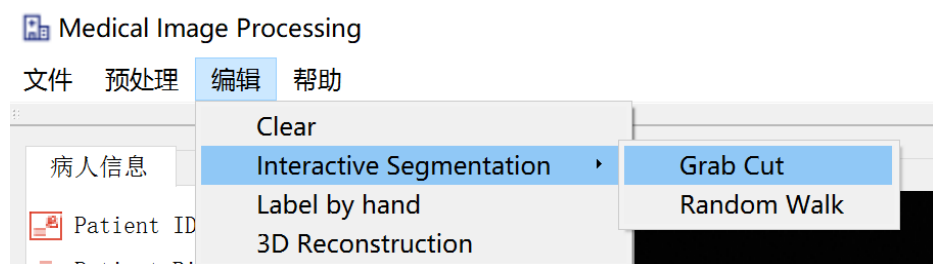 Medical Image Processing
文件 预处理 编辑 帮助
Clear
病人信息 Interactive Segmentation Grab Cut
Label by hand Random Walk
Patient ID
3D Reconstruction